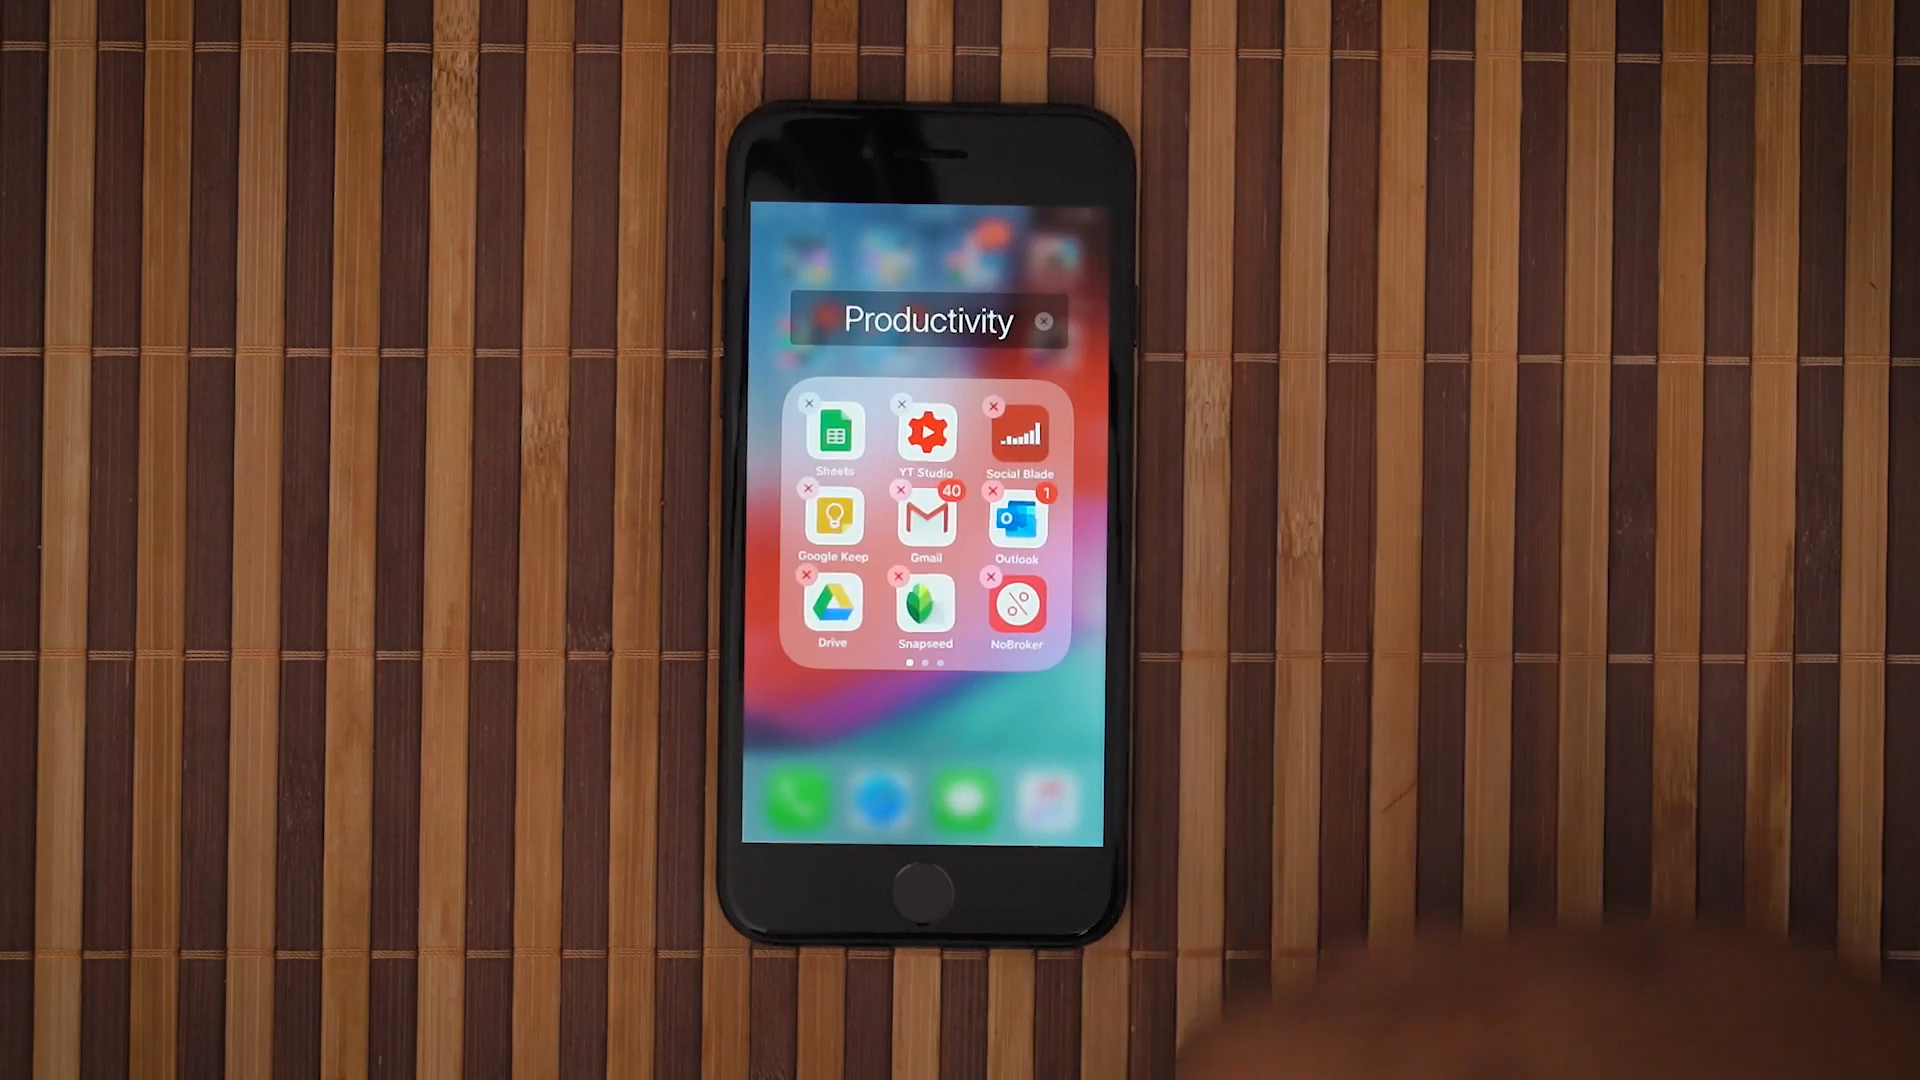 Productivity
Sheets
YT Studio
Social Blade
40
1
Google Keep
Gmail
Outlook
Drive
Snapseed
NoBroker